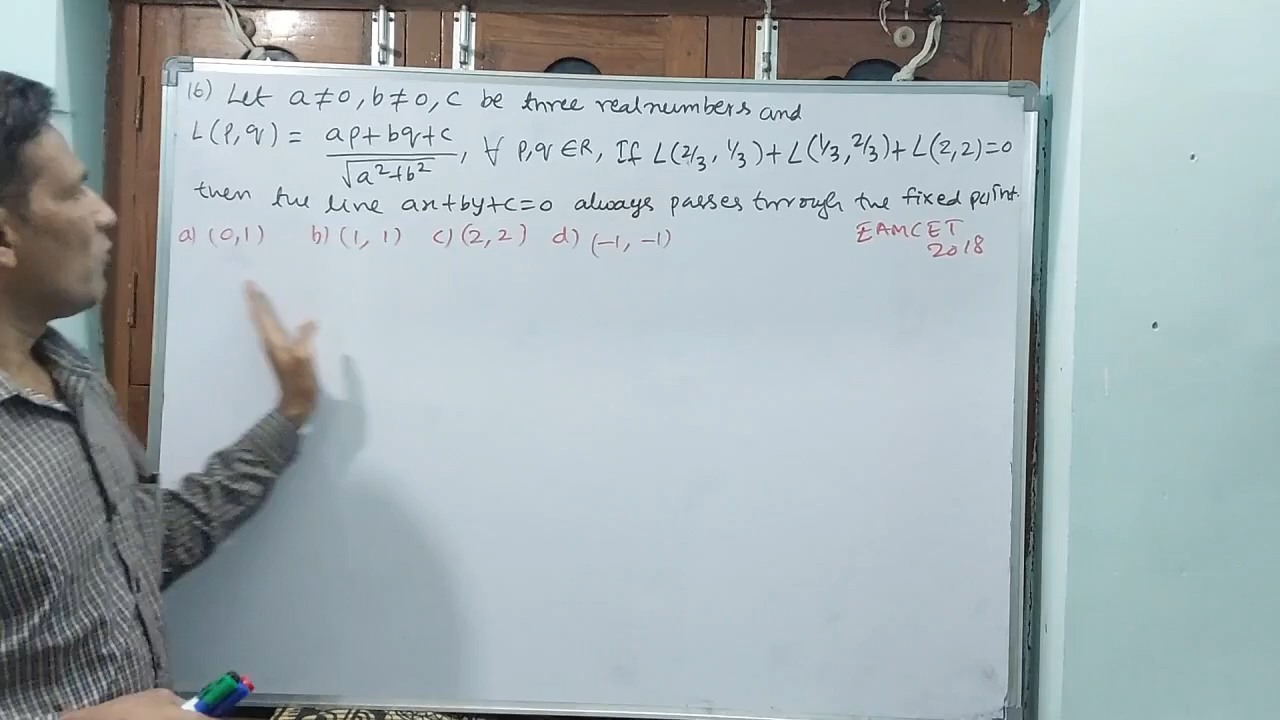 16) Let a≠0, b≠0, c be three real numbers and
L(p,q) = ap+bq+c / √a²+b² , ∀ p,q ∈R, If L(2/3, 1/3)+L(1/3,2/3)+L(2,2)=0
then the line ax+by+c=0 always passes through the fixed point.
a) (0,1) b) (1, 1) c) (2, 2) d) (-1, -1) EAMCET
2018